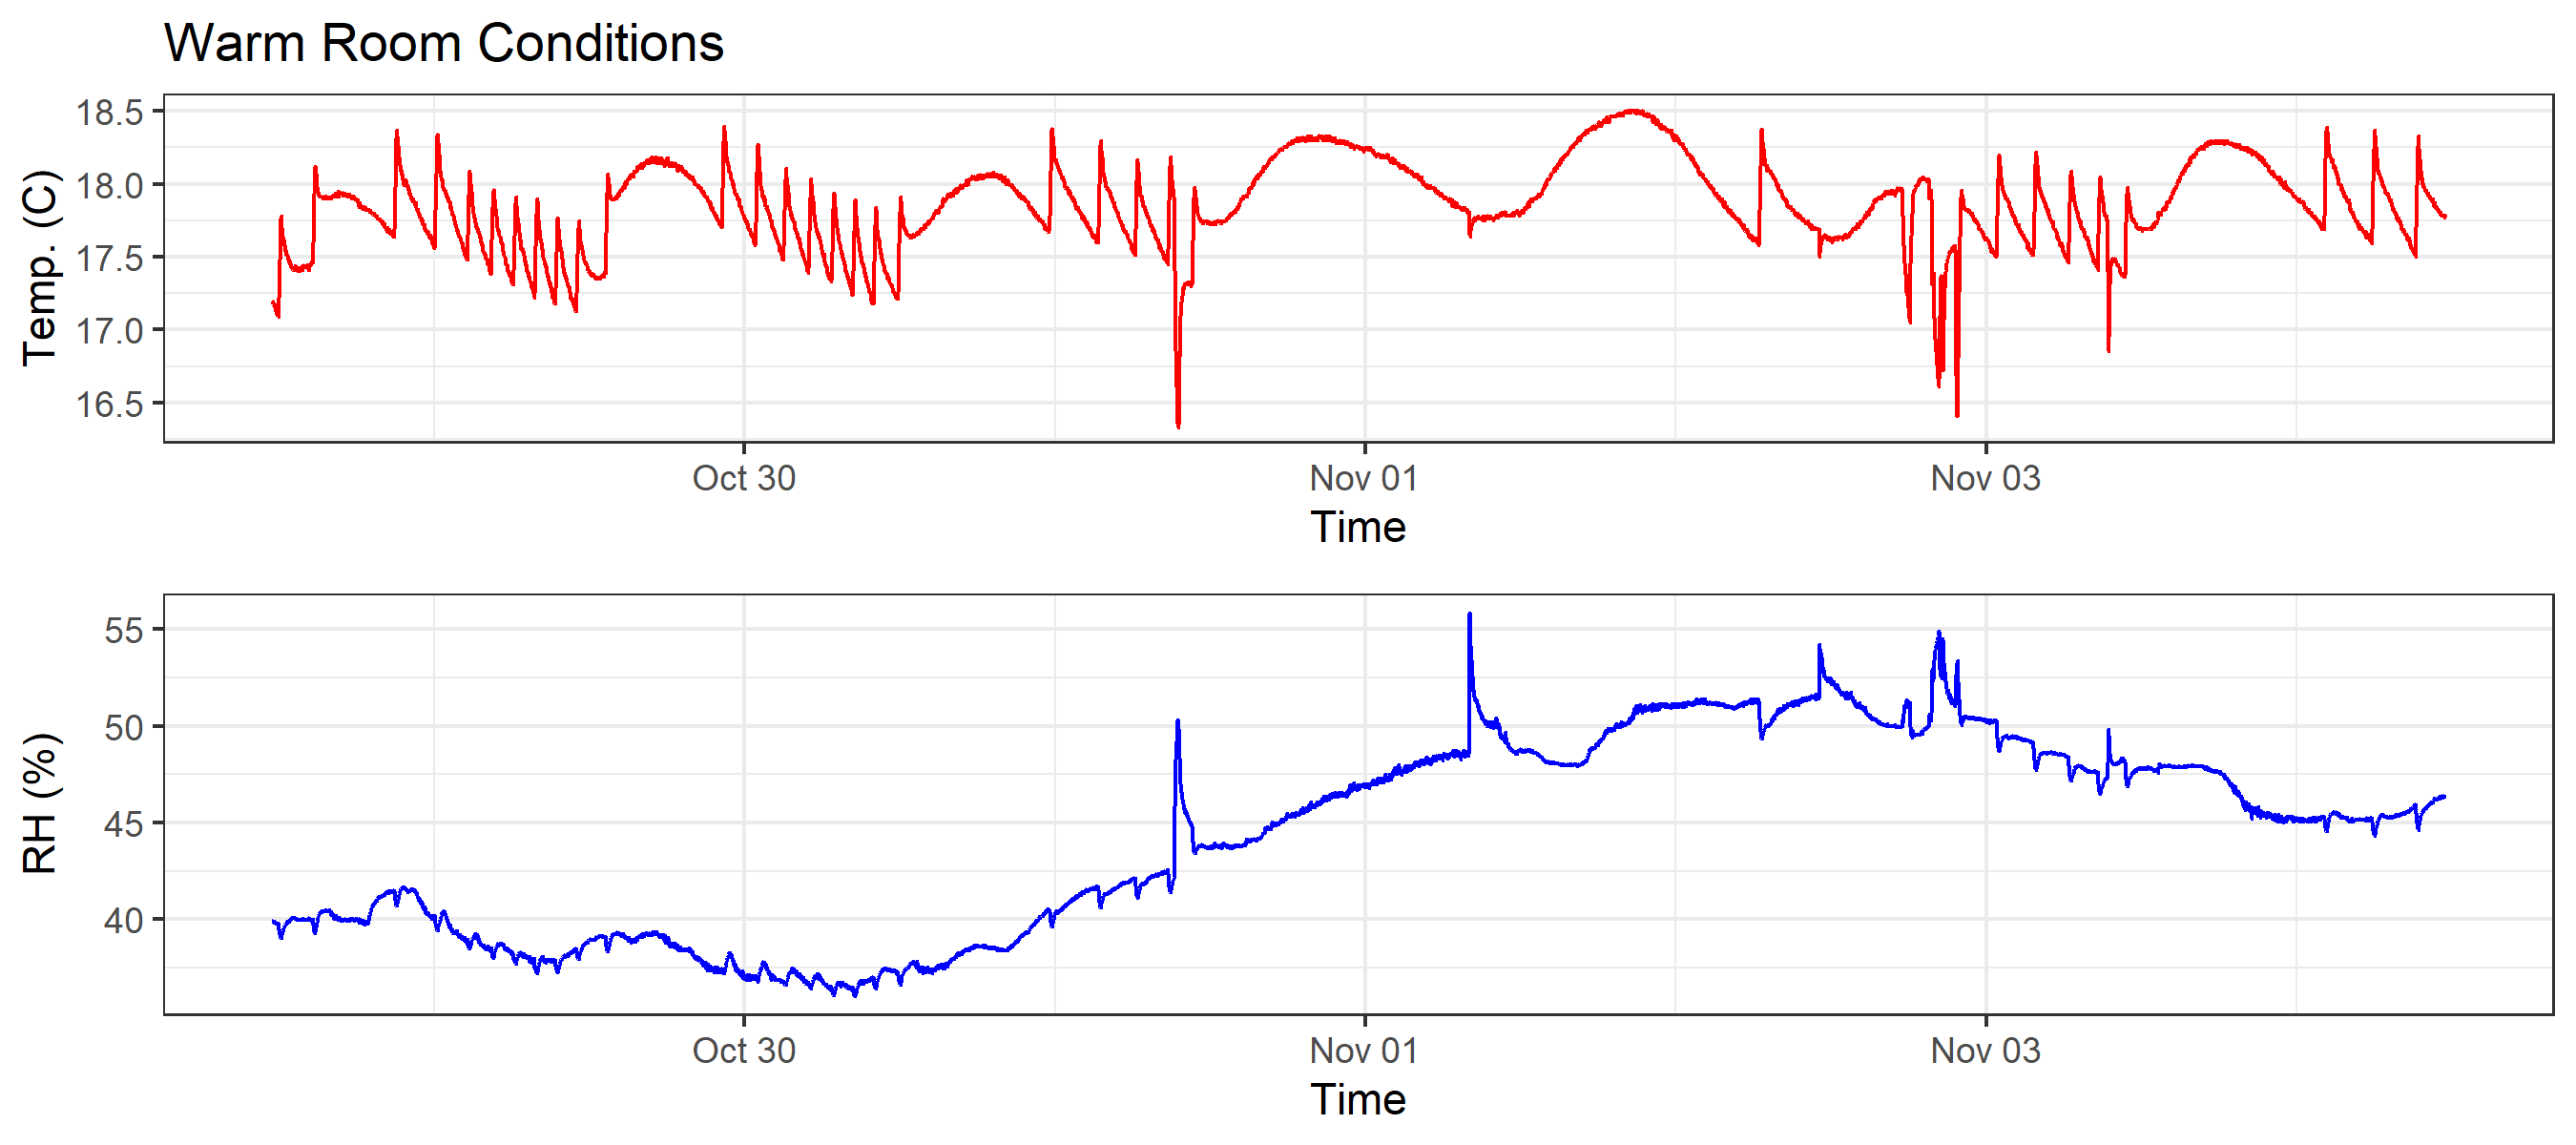 Warm Room Conditions
Temp. (C)
18.5
18.0
17.5
17.0
16.5
Oct 30 Nov 01 Nov 03
Time
RH (%)
55
50
45
40
Oct 30 Nov 01 Nov 03
Time